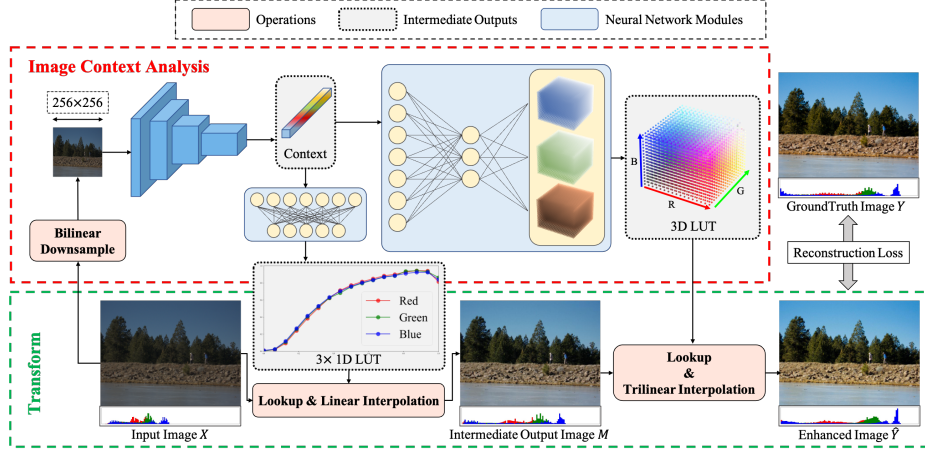 Operations
Intermediate Outputs
Neural Network Modules
Image Context Analysis
256×256
Context
B
R
G
3D LUT
GroundTruth Image Y
Bilinear
Downsample
Reconstruction Loss
Red
Green
Blue
3× 1D LUT
Transform
Lookup & Linear Interpolation
Lookup
&
Trilinear Interpolation
Input Image X
Intermediate Output Image M
Enhanced Image Ŷ